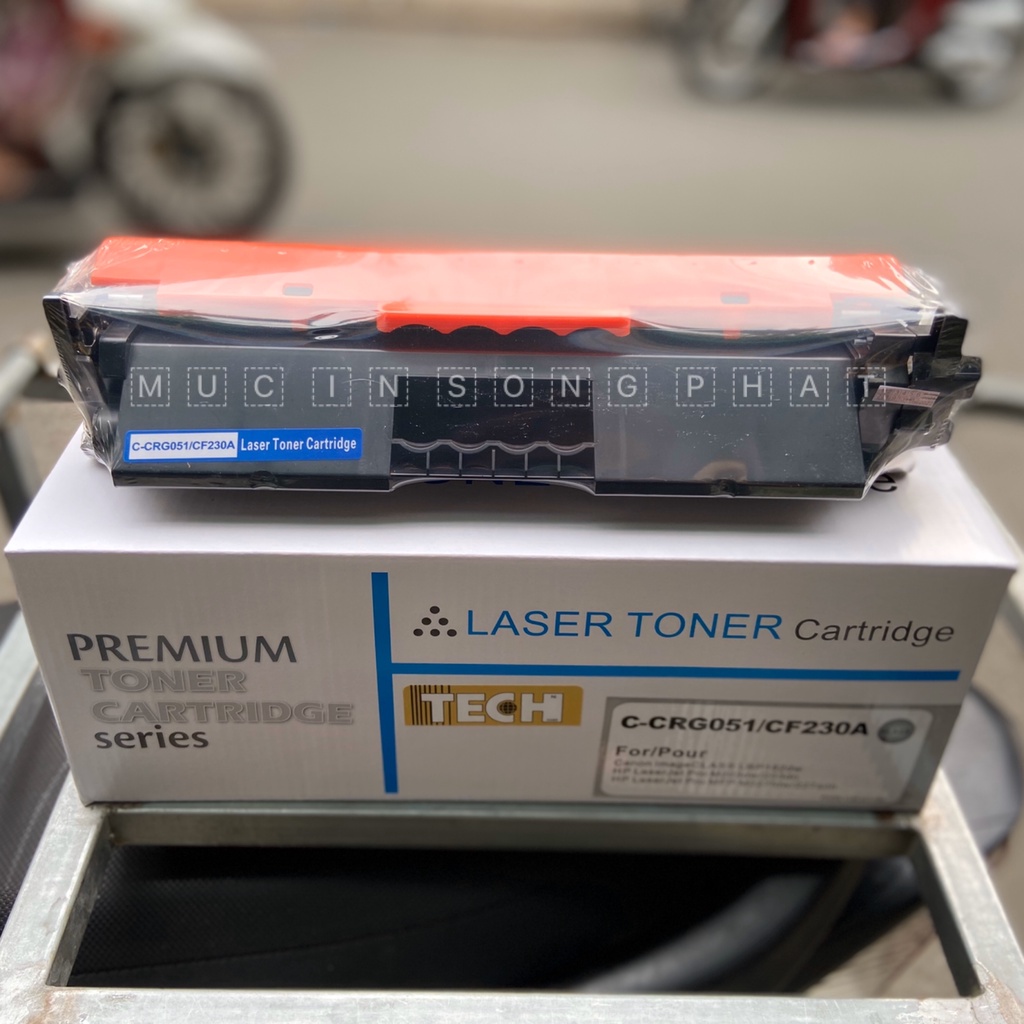 MUC IN SONG PHAT
C-CRG051/CF230A Laser Toner Cartridge
LASER TONER Cartridge
PREMIUM
TONER
CARTRIDGE
series
TECH
C-CRG051/CF230A
For/Pour